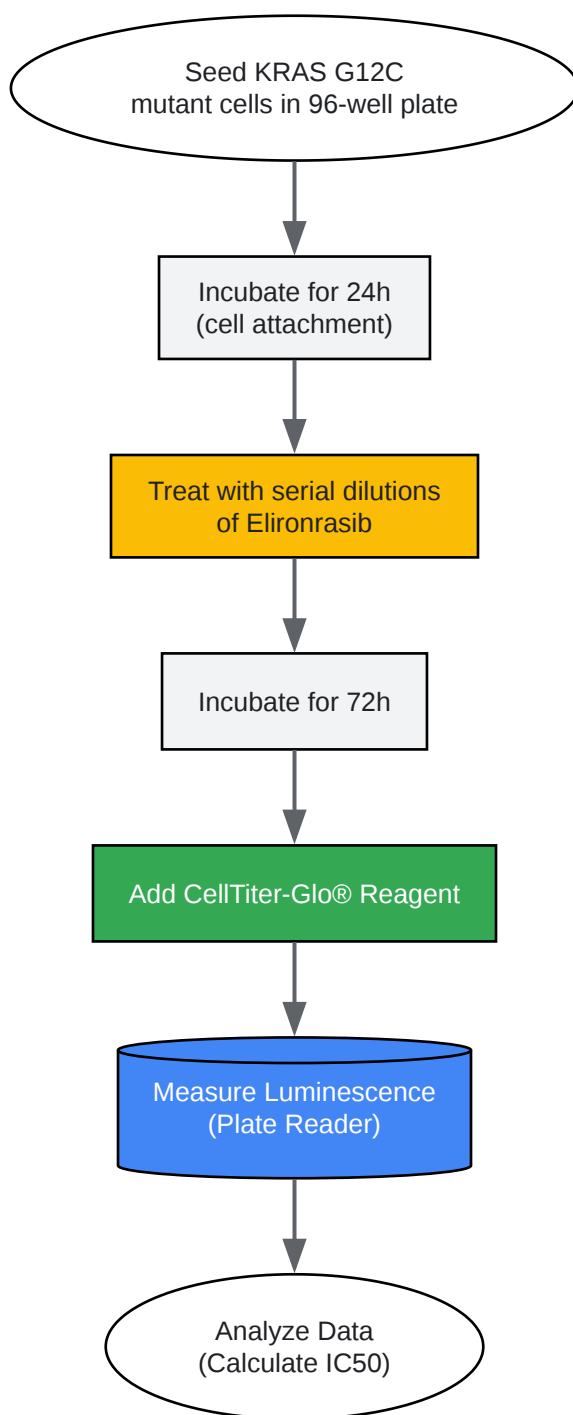 Seed KRAS G12C
mutant cells in 96-well plate
Incubate for 24h
(cell attachment)
Treat with serial dilutions
of Elironrasib
Incubate for 72h
Add CellTiter-Glo® Reagent
Measure Luminescence
(Plate Reader)
Analyze Data
(Calculate IC50)